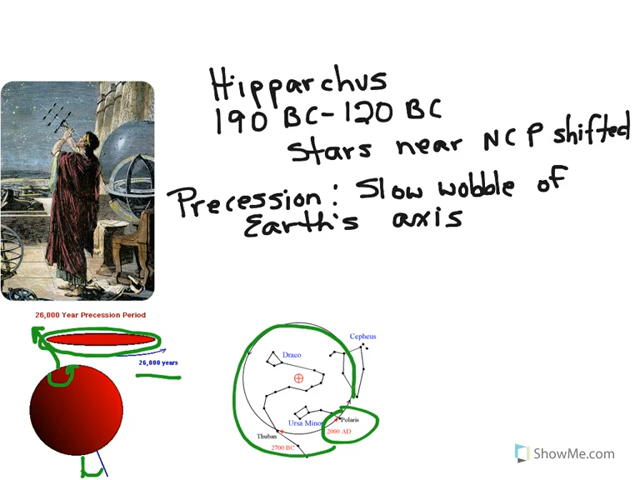 Hipparchus
190 BC-120 BC
Stars near NCP shifted
Precession: Slow wobble of
Earth's axis
26,000 Year Precession Period
26,000 years
Cepheus
Draco
Ursa Minor
Polaris
2000 AD
Thuban
2700 BC
ShowMe.com